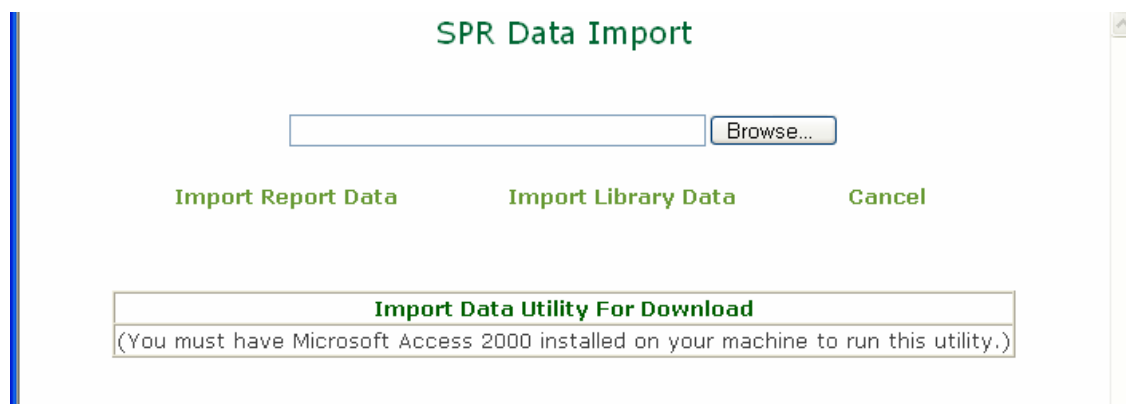 SPR Data Import
Browse...
Import Report Data Import Library Data Cancel
Import Data Utility For Download
(You must have Microsoft Access 2000 installed on your machine to run this utility.)